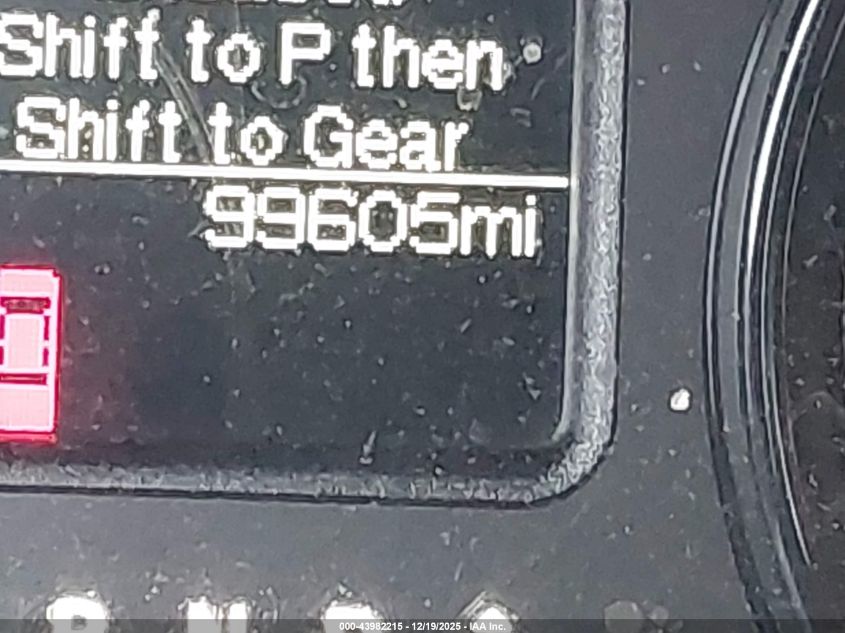 Shift to P then
Shift to Gear
99605mi
000-43982215 - 12/19/2025 - IAA Inc.